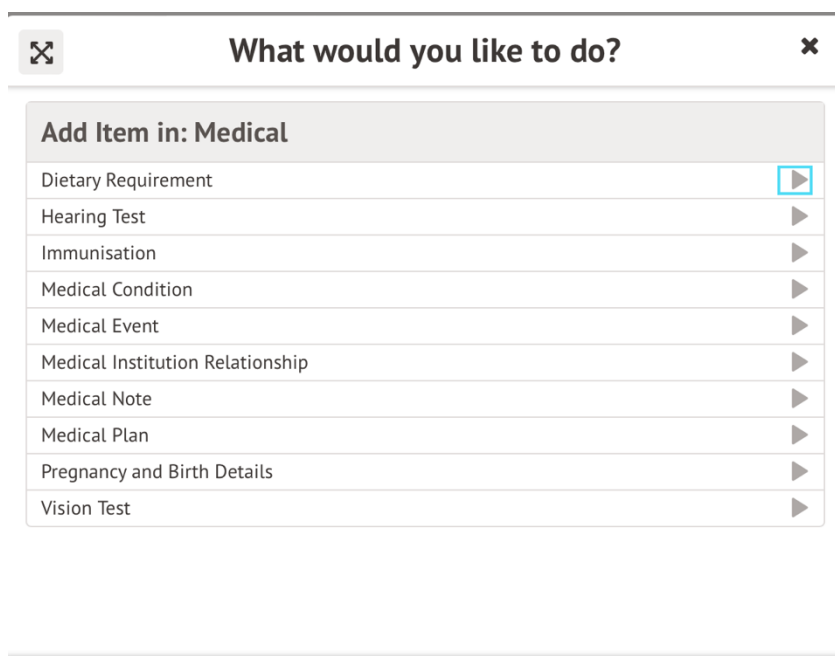 What would you like to do?
Add Item in: Medical
Dietary Requirement
Hearing Test
Immunisation
Medical Condition
Medical Event
Medical Institution Relationship
Medical Note
Medical Plan
Pregnancy and Birth Details
Vision Test